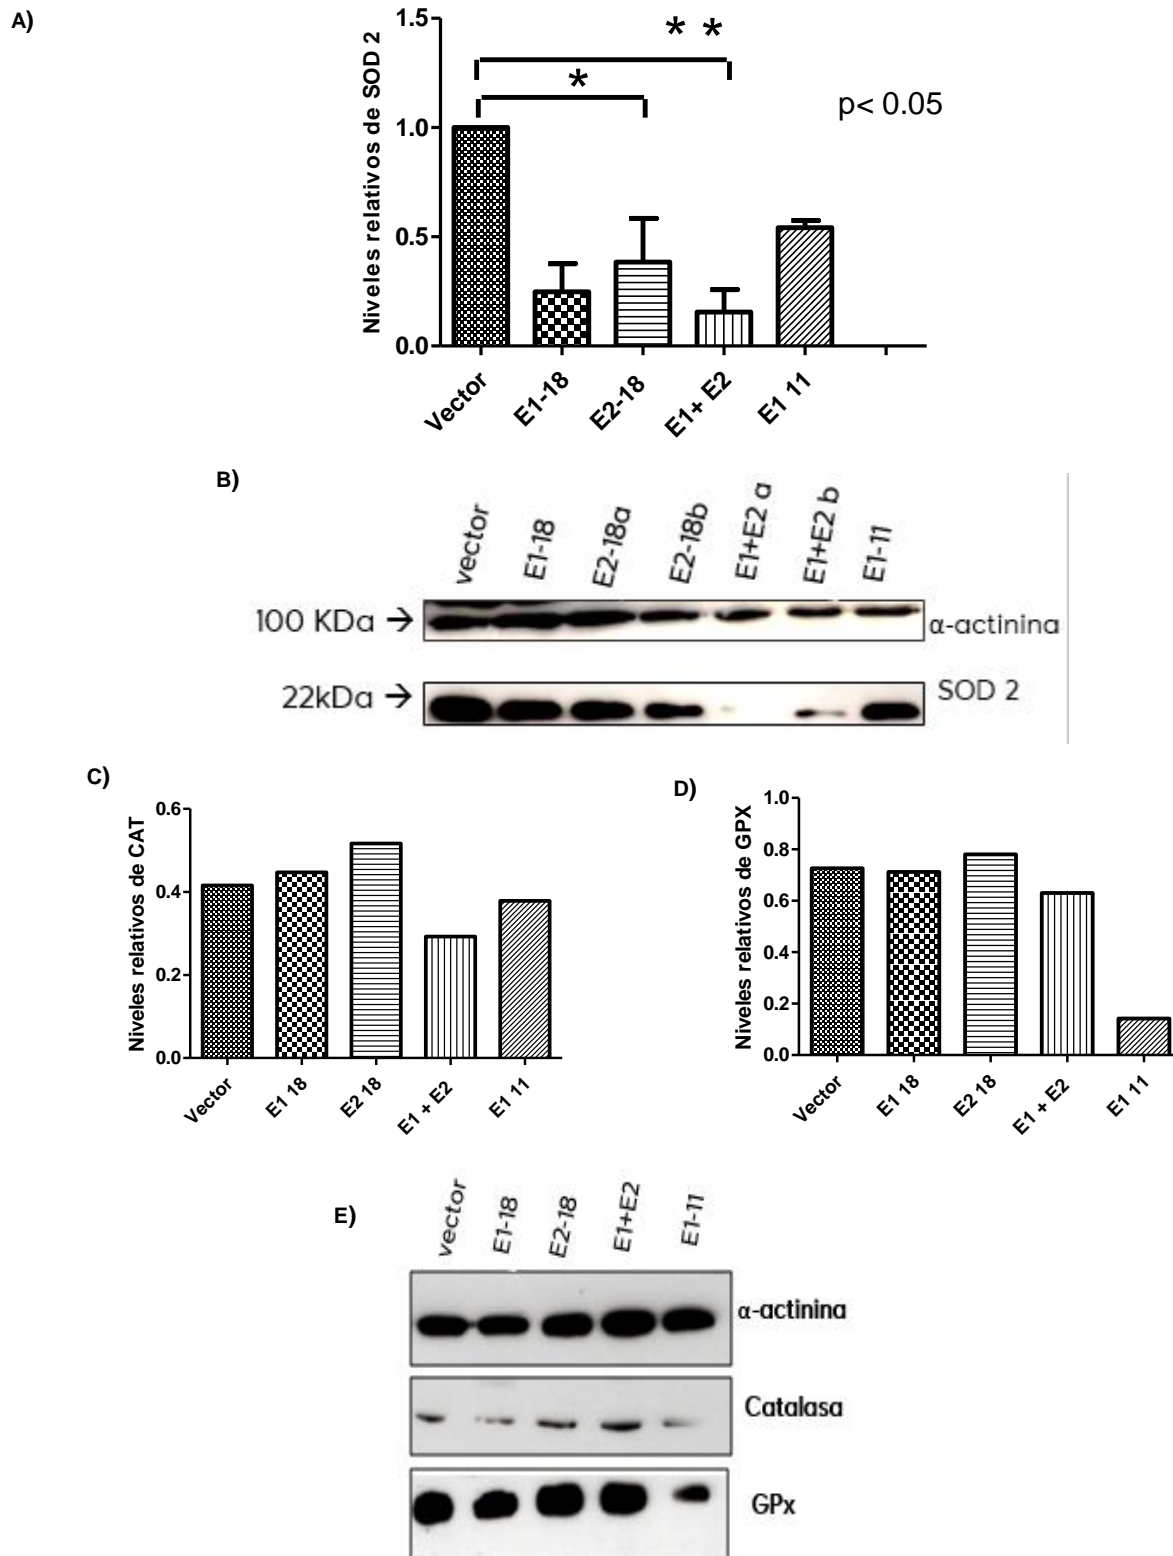 A)
Niveles relativos de SOD 2
1.5
1.0
0.5
0.0
* *
*
p< 0.05
Vector
E1-18
E2-18
E1+ E2
E1 11
B)
vector
E1-18
E2-18a
E2-18b
E1+E2 a
E1+E2 b
E1-11
100 KDa →
α-actinina
22kDa →
SOD 2
C)
Niveles relativos de CAT
0.6
0.4
0.2
0.0
Vector
E1 18
E2 18
E1 + E2
E1 11
D)
Niveles relativos de GPX
1.0
0.8
0.6
0.4
0.2
0.0
Vector
E1 18
E2 18
E1 + E2
E1 11
E)
vector
E1-18
E2-18
E1+E2
E1-11
α-actinina
Catalasa
GPx